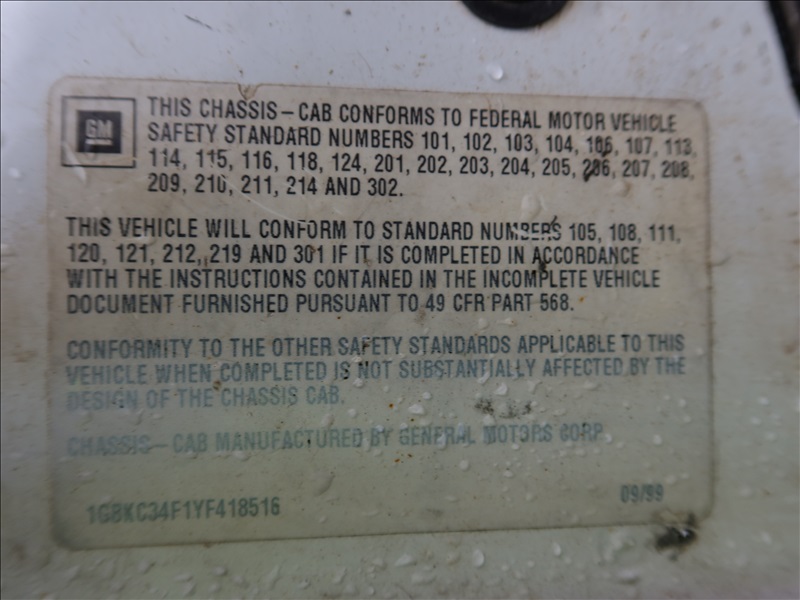 GM
THIS CHASSIS-CAB CONFORMS TO FEDERAL MOTOR VEHICLE
SAFETY STANDARD NUMBERS 101, 102, 103, 104, 106, 107, 113,
114, 115, 116, 118, 124, 201, 202, 203, 204, 205, 206, 207, 208,
209, 210, 211, 214 AND 302.
THIS VEHICLE WILL CONFORM TO STANDARD NUMBERS 105, 108, 111,
120, 121, 212, 219 AND 301 IF IT IS COMPLETED IN ACCORDANCE
WITH THE INSTRUCTIONS CONTAINED IN THE INCOMPLETE VEHICLE
DOCUMENT FURNISHED PURSUANT TO 49 CFR PART 568.
CONFORMITY TO THE OTHER SAFETY STANDARDS APPLICABLE TO THIS
VEHICLE WHEN COMPLETED IS NOT SUBSTANTIALLY AFFECTED BY THE
DESIGN OF THE CHASSIS CAB.
CHASSIS-CAB MANUFACTURED BY GENERAL MOTORS CORP.
1GBKC34F1YF418516 09/99